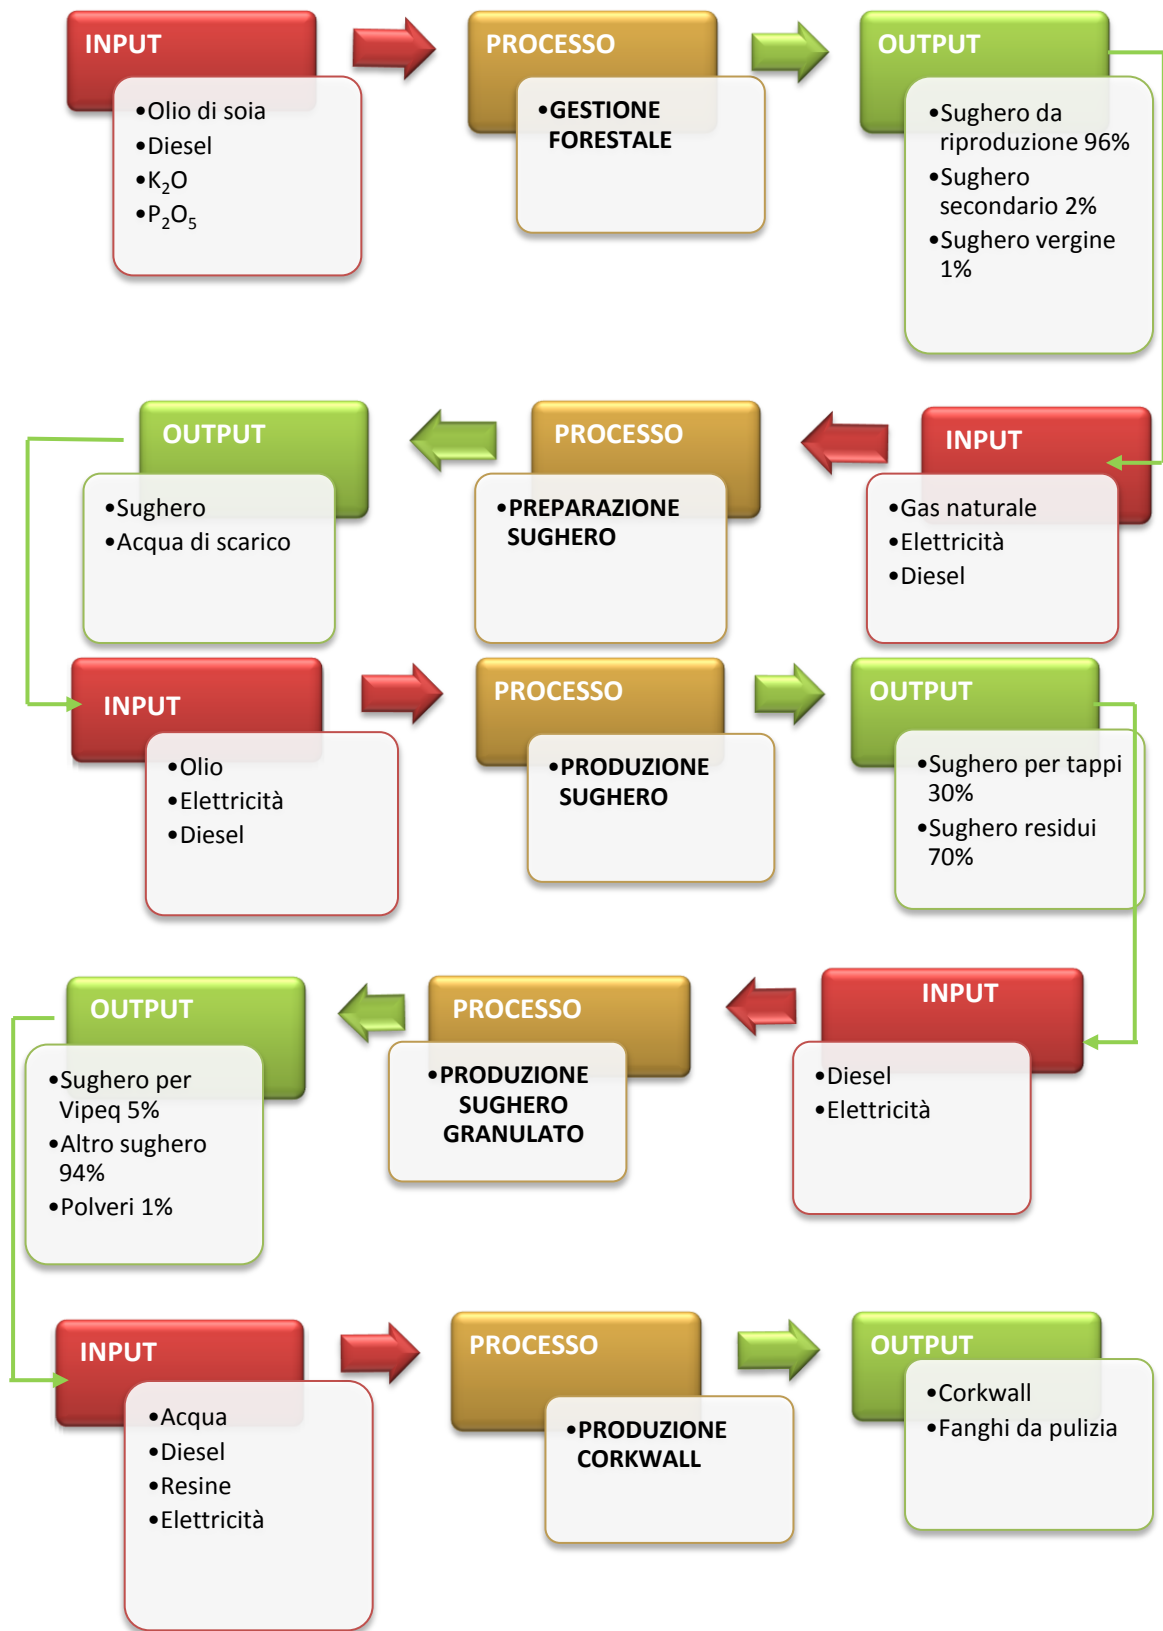 INPUT
•Olio di soia
•Diesel
•K₂O
•P₂O₅
PROCESSO
•GESTIONE
FORESTALE
OUTPUT
•Sughero da
riproduzione 96%
•Sughero
secondario 2%
•Sughero vergine
1%
INPUT
•Gas naturale
•Elettricità
•Diesel
PROCESSO
•PREPARAZIONE
SUGHERO
OUTPUT
•Sughero
•Acqua di scarico
INPUT
•Olio
•Elettricità
•Diesel
PROCESSO
•PRODUZIONE
SUGHERO
OUTPUT
•Sughero per tappi
30%
•Sughero residui
70%
INPUT
•Diesel
•Elettricità
PROCESSO
•PRODUZIONE
SUGHERO
GRANULATO
OUTPUT
•Sughero per
Vipeq 5%
•Altro sughero
94%
•Polveri 1%
INPUT
•Acqua
•Diesel
•Resine
•Elettricità
PROCESSO
•PRODUZIONE
CORKWALL
OUTPUT
•Corkwall
•Fanghi da pulizia